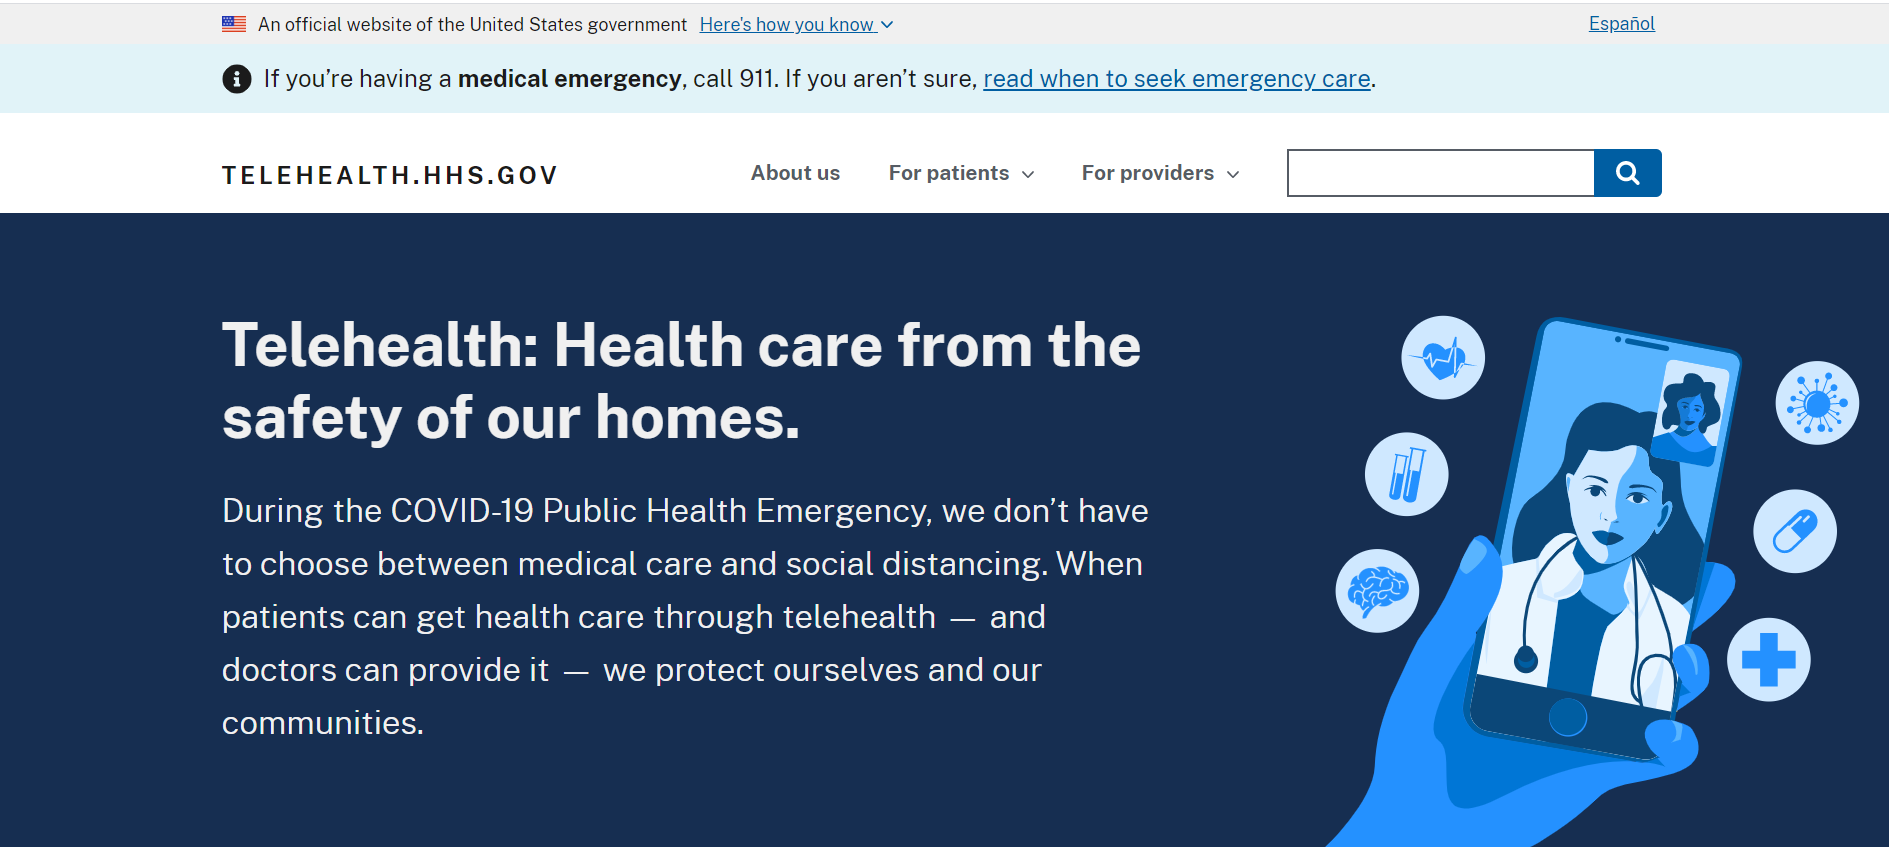 An official website of the United States government Here's how you know
Español
If you’re having a medical emergency, call 911. If you aren’t sure, read when to seek emergency care.
TELEHEALTH.HHS.GOV
About us
For patients
For providers
Telehealth: Health care from the
safety of our homes.
During the COVID-19 Public Health Emergency, we don’t have
to choose between medical care and social distancing. When
patients can get health care through telehealth — and
doctors can provide it — we protect ourselves and our
communities.